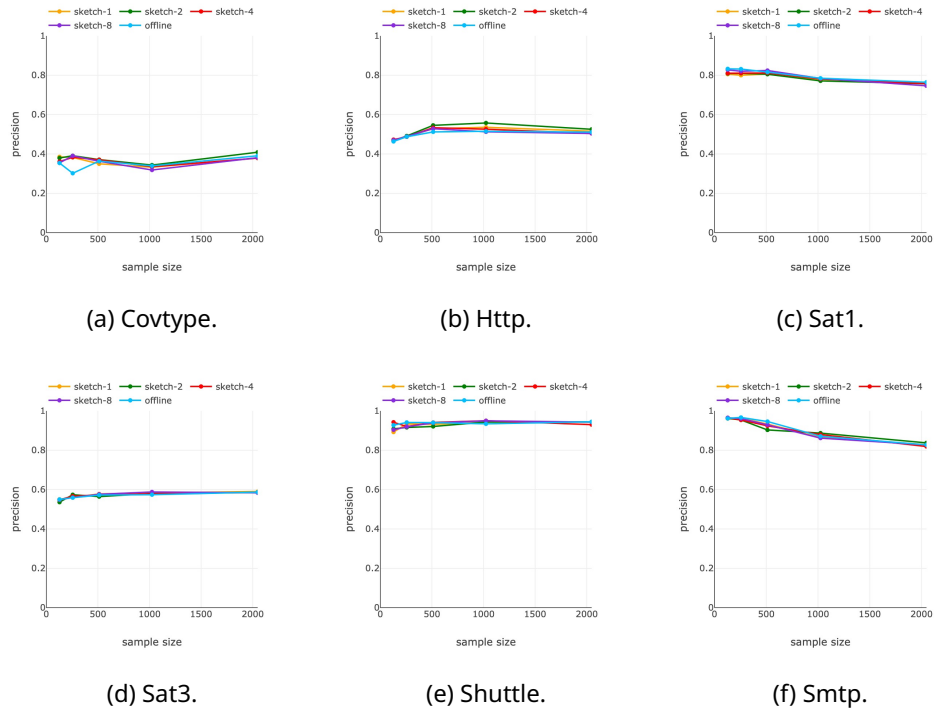 sketch-1 sketch-2 sketch-4
sketch-8 offline
1
0.8
0.6
0.4
0.2
0
precision
0 500 1000 1500 2000
sample size
(a) Covtype.
sketch-1 sketch-2 sketch-4
sketch-8 offline
1
0.8
0.6
0.4
0.2
0
precision
0 500 1000 1500 2000
sample size
(b) Http.
sketch-1 sketch-2 sketch-4
sketch-8 offline
1
0.8
0.6
0.4
0.2
0
precision
0 500 1000 1500 2000
sample size
(c) Sat1.
sketch-1 sketch-2 sketch-4
sketch-8 offline
1
0.8
0.6
0.4
0.2
0
precision
0 500 1000 1500 2000
sample size
(d) Sat3.
sketch-1 sketch-2 sketch-4
sketch-8 offline
1
0.8
0.6
0.4
0.2
0
precision
0 500 1000 1500 2000
sample size
(e) Shuttle.
sketch-1 sketch-2 sketch-4
sketch-8 offline
1
0.8
0.6
0.4
0.2
0
precision
0 500 1000 1500 2000
sample size
(f) Smtp.